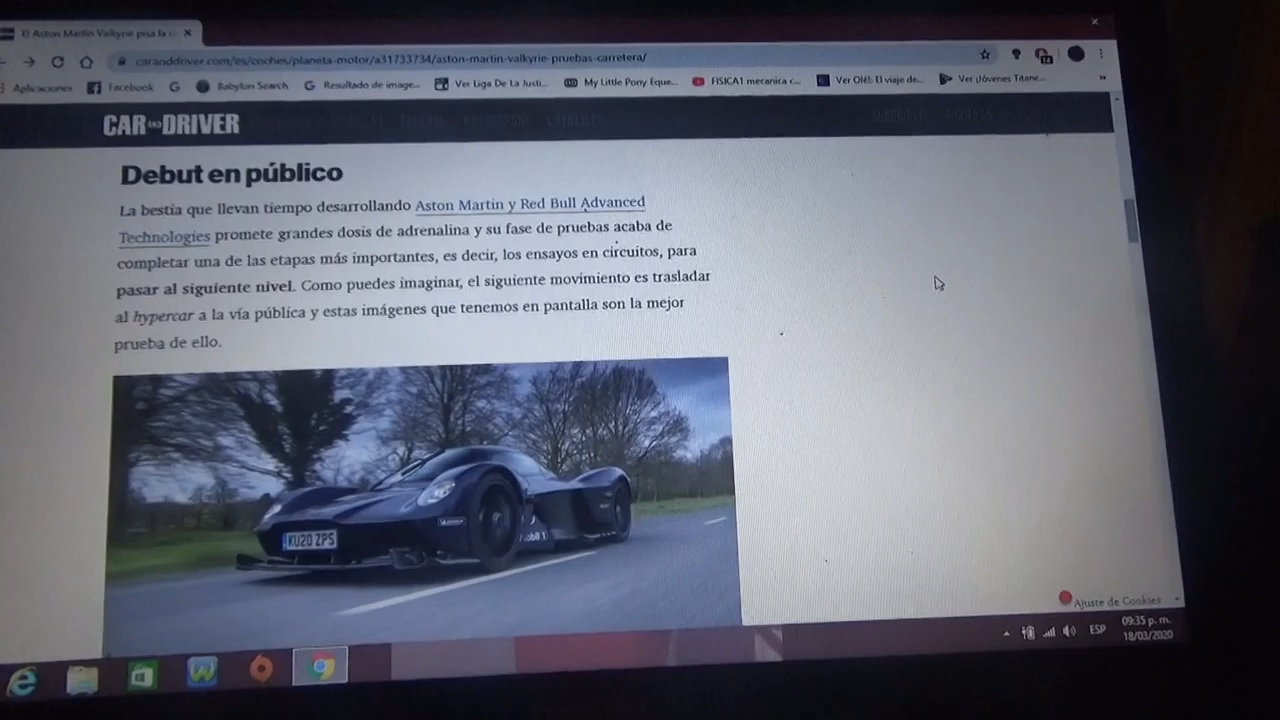 El Aston Martin Valkyrie pisa la c
caranddriver.com/es/coches/planeta-motor/a31733734/aston-martin-valkyrie-pruebas-carretera/
Aplicaciones Facebook Babylon Search Resultado de image... Ver Liga De La Justi... My Little Pony Eque... FISICA1 mecanica c... Ver Olé!: El viaje de... Ver Jóvenes Titane... »
CAR AND DRIVER
Debut en público
La bestia que llevan tiempo desarrollando Aston Martin y Red Bull Advanced
Technologies promete grandes dosis de adrenalina y su fase de pruebas acaba de
completar una de las etapas más importantes, es decir, los ensayos en circuitos, para
pasar al siguiente nivel. Como puedes imaginar, el siguiente movimiento es trasladar
al hypercar a la vía pública y estas imágenes que tenemos en pantalla son la mejor
prueba de ello.
KU20 ZPS
Mobil 1
Ajuste de Cookies
ESP
09:35 p. m.
18/03/2020